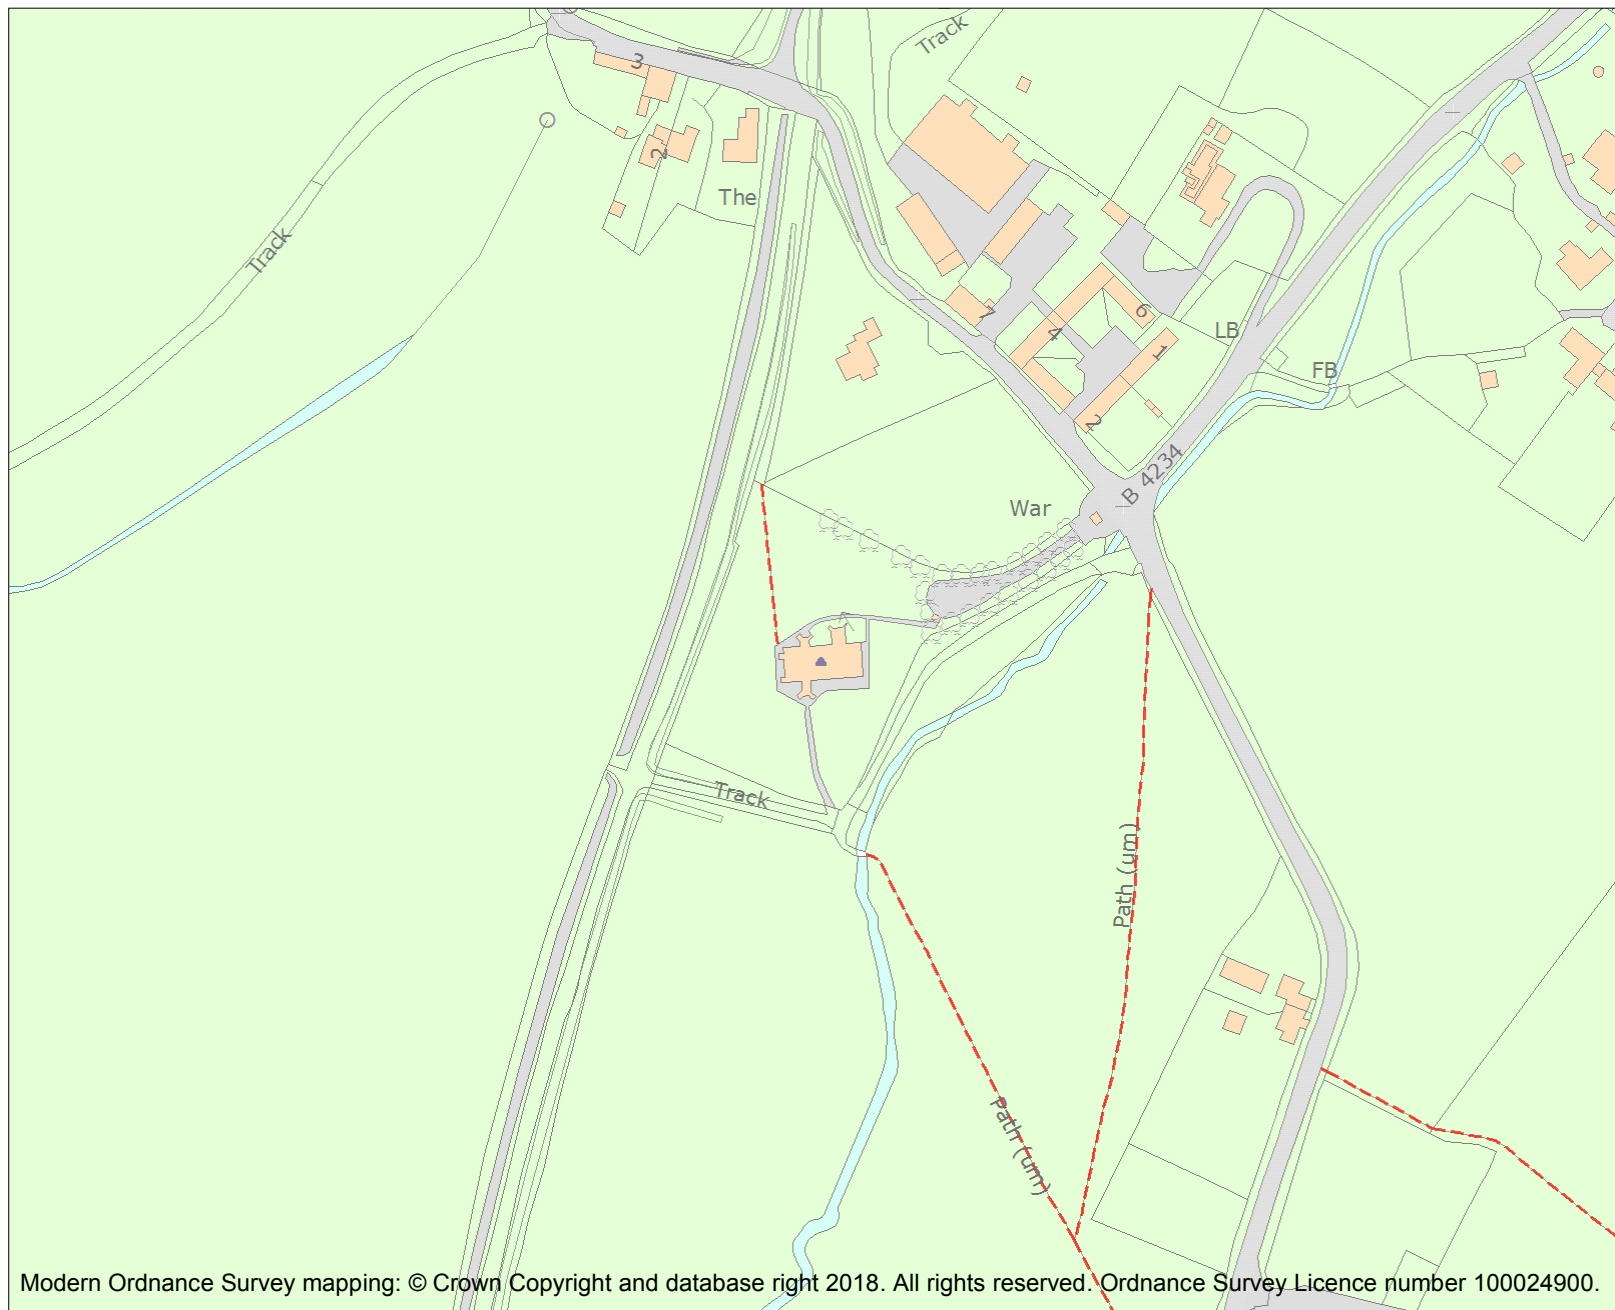 Track
3
2
The
Track
7
6
4
1
LB
FB
2
B 4234
War
Track
Path (um)
Path (um)
Modern Ordnance Survey mapping: © Crown Copyright and database right 2018. All rights reserved. Ordnance Survey Licence number 100024900.